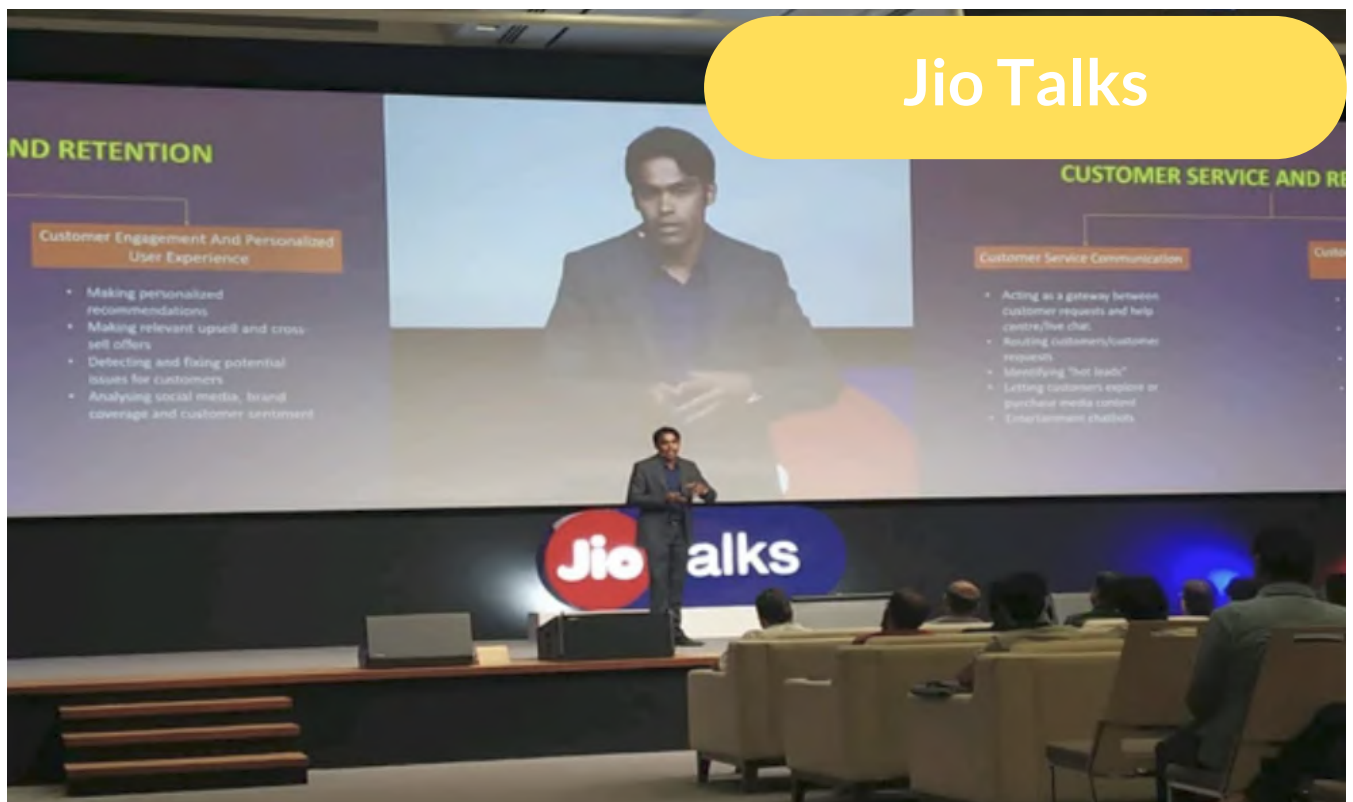 Jio Talks
ND RETENTION
Customer Engagement And Personalized
User Experience
• Making personalized
recommendations
• Making relevant upsell and cross-
sell offers
• Detecting and fixing potential
issues for customers
• Analysing social media, brand
coverage and customer sentiment
CUSTOMER SERVICE AND RE
Customer Service Communication
• Acting as a gateway between
customer requests and help
centre/live chat
• Routing customers/customer
requests
• Identifying "hot leads"
• Letting customers explore or
purchase media content
• Entertainment chatbots
Custo
Jio alks